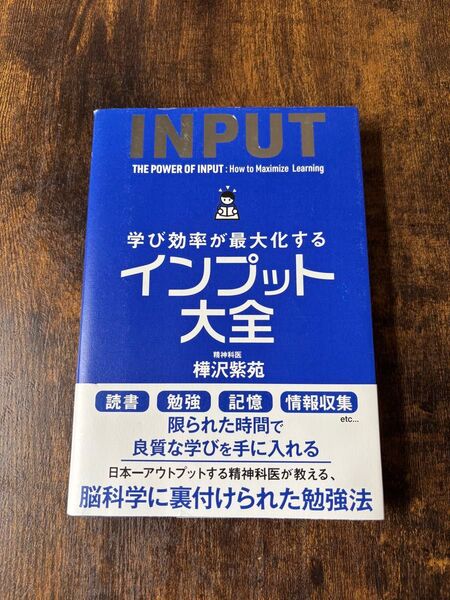 INPUT
THE POWER OF INPUT : How to Maximize Learning
学び効率が最大化する
インプット
大全
精神科医
樺沢紫苑
読書 勉強 記憶 情報収集
etc...
限られた時間で
良質な学びを手に入れる
日本一アウトプットする精神科医が教える、
脳科学に裏付けられた勉強法